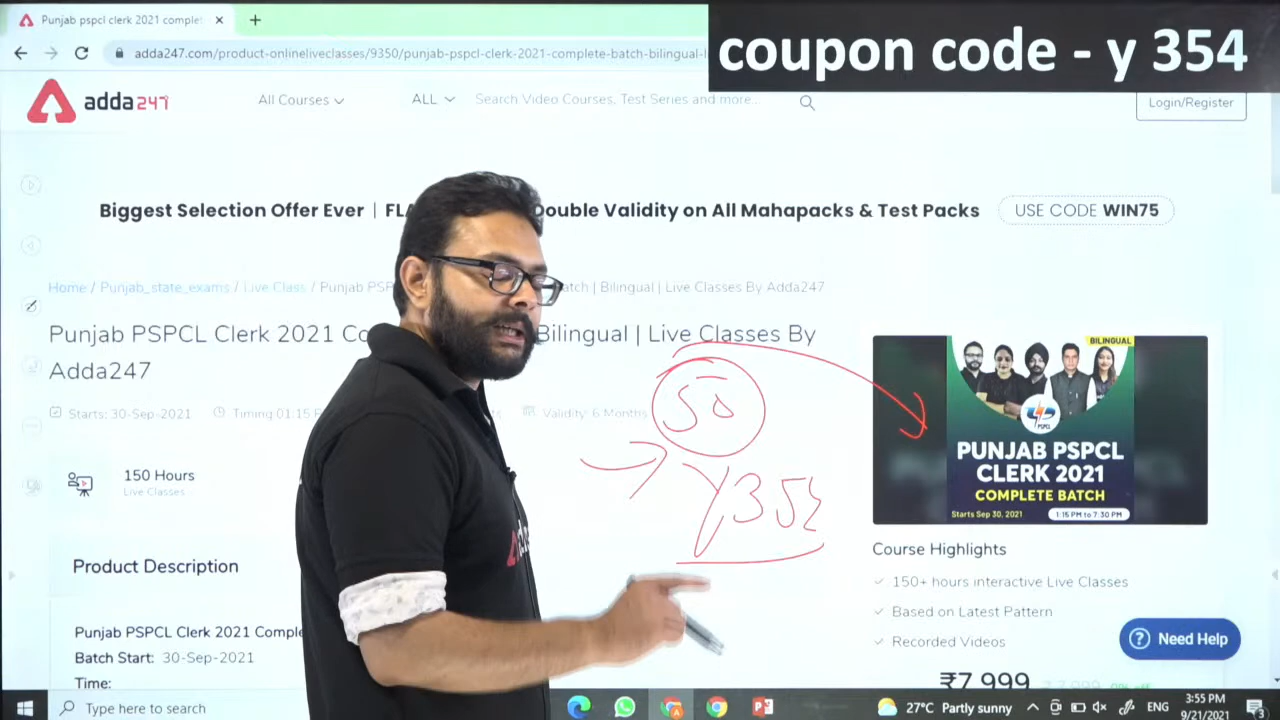 Punjab pspcl clerk 2021 comple
coupon code - y 354
adda247.com/product-onlineliveclasses/9350/punjab-pspcl-clerk-2021-complete-batch-bilingual-l
adda247
All Courses
ALL
Search Video Courses, Test Series and more...
Login/Register
Biggest Selection Offer Ever | FLA Double Validity on All Mahapacks & Test Packs
USE CODE WIN75
Home / Punjab_state_exams / Live Class / Punjab PSP atch | Bilingual | Live Classes By Adda247
Punjab PSPCL Clerk 2021 Co Bilingual | Live Classes By
Adda247
Starts: 30-Sep-2021
Timing 01:15 P
Validity: 6 Months
50
Y354
150 Hours
Live Classes
BILINGUAL
PSPCL
PUNJAB PSPCL
CLERK 2021
COMPLETE BATCH
Starts Sep 30, 2021
1:15 PM to 7:30 PM
Product Description
Punjab PSPCL Clerk 2021 Comple
Batch Start: 30-Sep-2021
Time:
Course Highlights
150+ hours interactive Live Classes
Based on Latest Pattern
Recorded Videos
₹7,999
Need Help
Type here to search
27°C Partly sunny
ENG
3:55 PM
9/21/2021
3